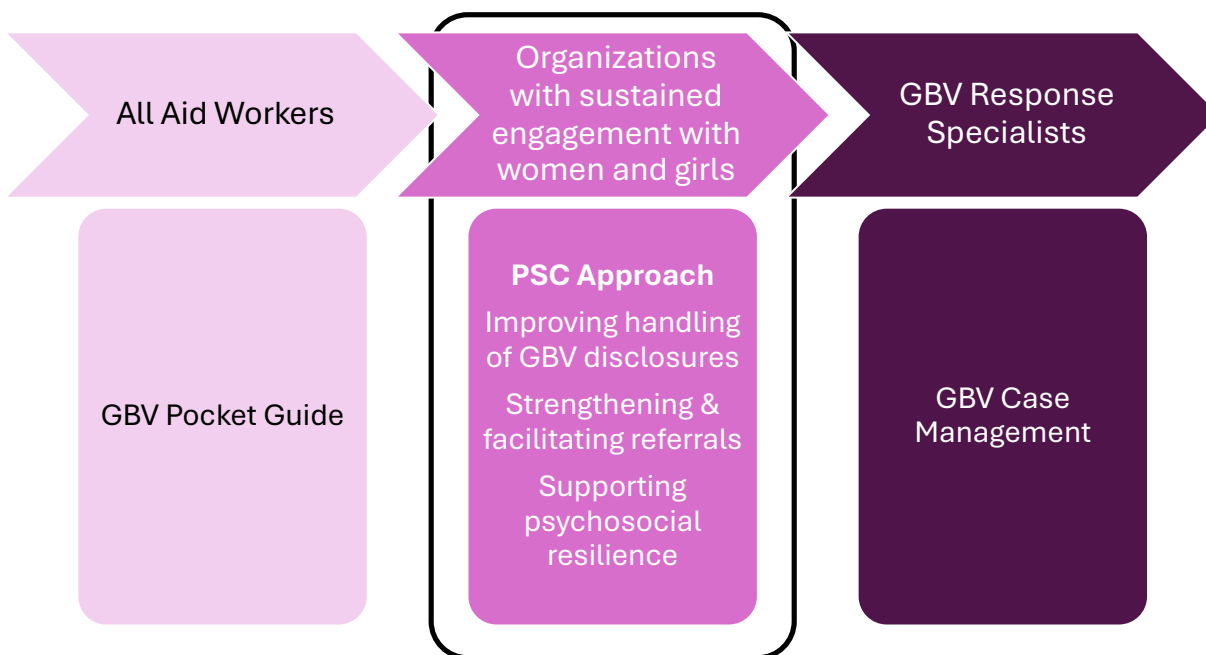 All Aid Workers
Organizations
with sustained
engagement with
women and girls
GBV Response
Specialists
GBV Pocket Guide
PSC Approach
Improving handling
of GBV disclosures
Strengthening &
facilitating referrals
Supporting
psychosocial
resilience
GBV Case
Management